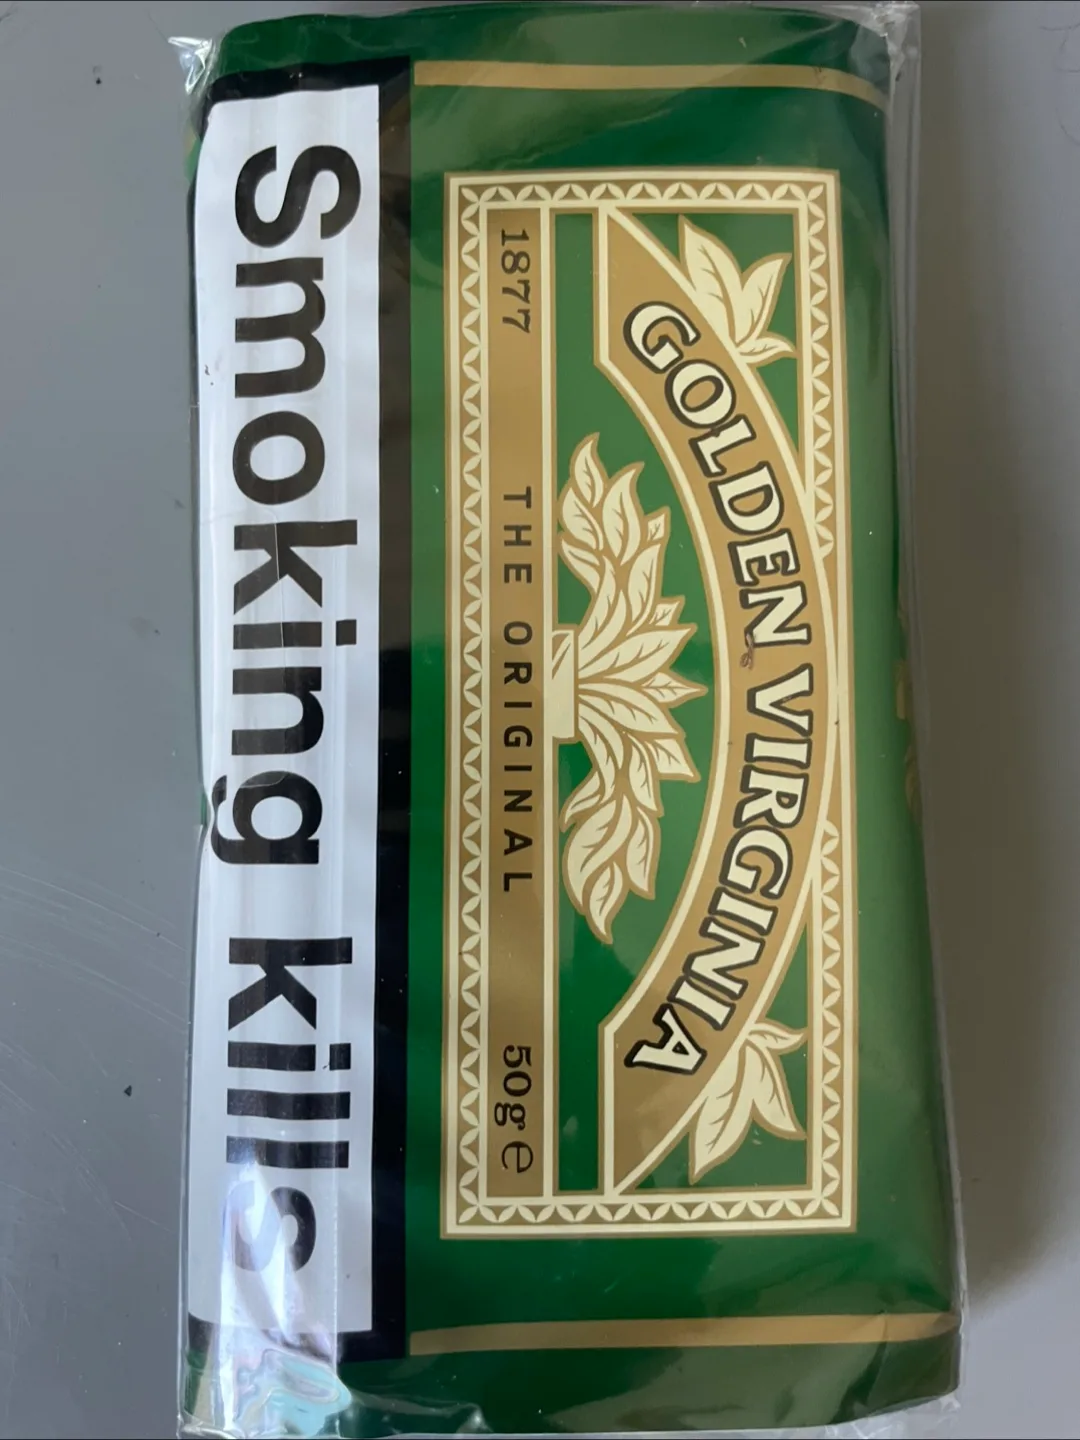 GOLDEN VIRGINIA
1877 THE ORIGINAL 50g e
Smoking kills